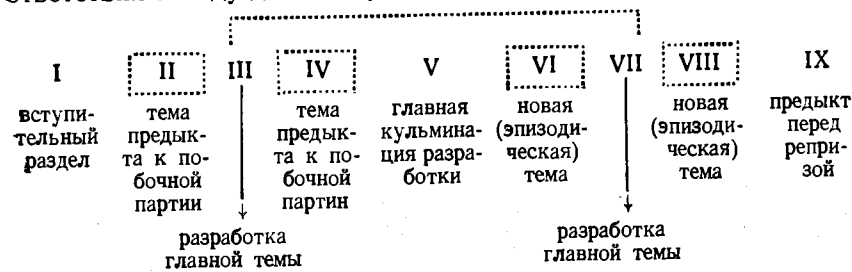 I II III IV V VI VII VIII IX
вступи- тема тема главная новая новая предыкт
тельный предык- предык- кульмина- (эпизоди- (эпизоди- перед
раздел та к по- та к по- ция разра- ческая) ческая) репри-
бочной бочной ботки тема тема зой
партии партин
разработка разработка
главной темы главной темы